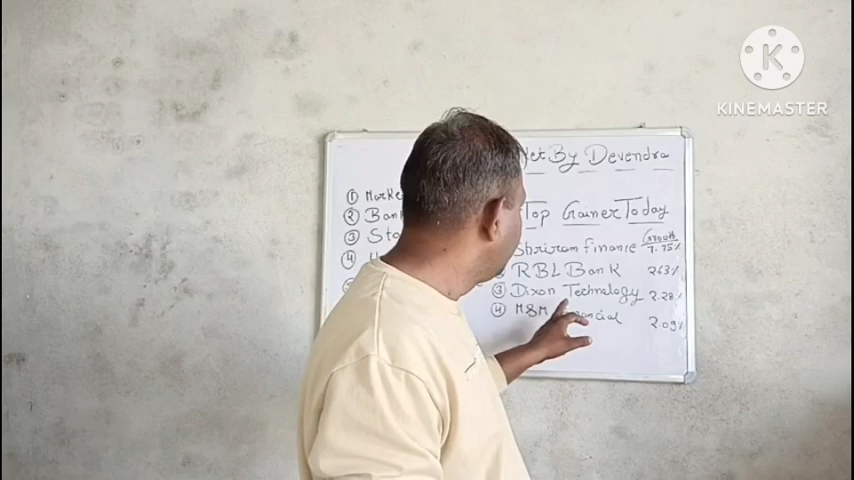 K
KINEMASTER
By Devendra
① Marke
② Ban
③ Sto
④
Top Gainer Today
Growth
Shriram finance 7.75%
RBL Bank 2.63%
③ Dixon Technology 2.28%
④ M&M 2.09%